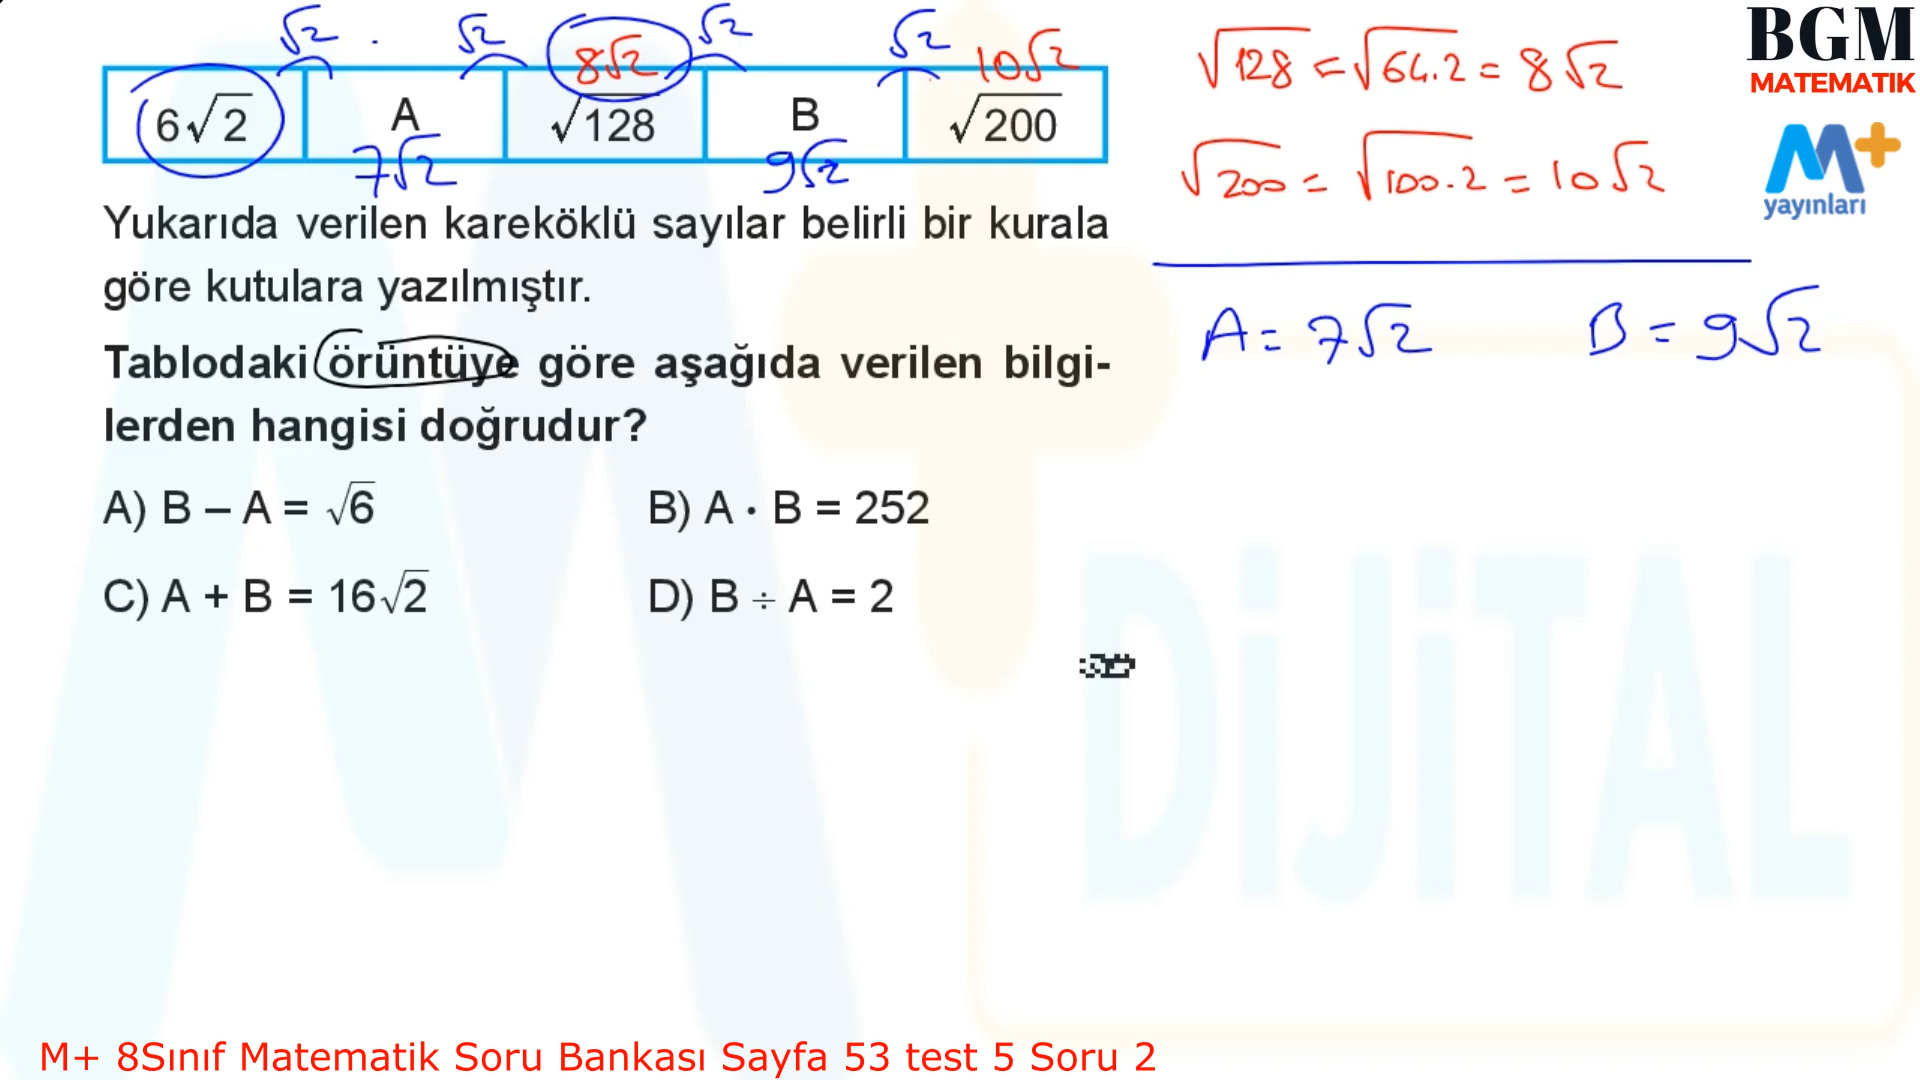 √2 . √2 8√2 √2 √2 10√2
6√2 A √128 B √200
7√2 9√2
Yukarıda verilen kareköklü sayılar belirli bir kurala
göre kutulara yazılmıştır.
Tablodaki örüntüye göre aşağıda verilen bilgi-
lerden hangisi doğrudur?
A) B – A = √6 B) A · B = 252
C) A + B = 16√2 D) B ÷ A = 2
√128 = √64.2 = 8√2
√200 = √100.2 = 10√2
A = 7√2 B = 9√2
BGM
MATEMATIK
M+
yayınları
DİJİTAL
M+ 8Sınıf Matematik Soru Bankası Sayfa 53 test 5 Soru 2